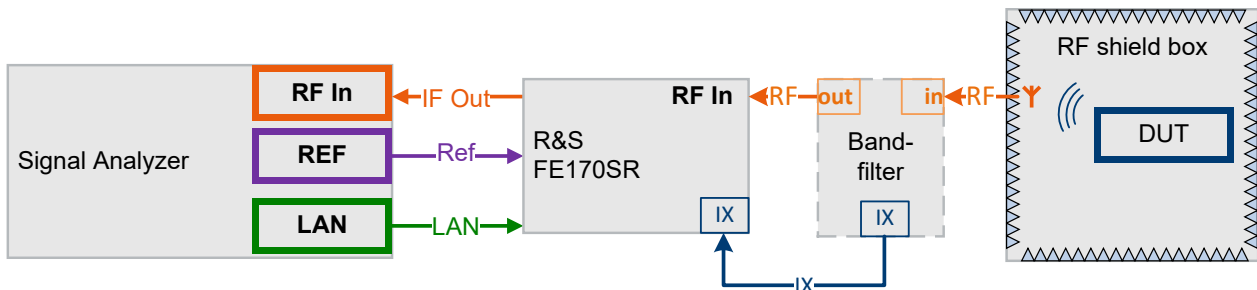 Signal Analyzer
RF In
REF
LAN
IF Out
Ref
LAN
RF In
R&S
FE170SR
IX
RF
out
in
Band-
filter
IX
IX
RF
RF shield box
DUT